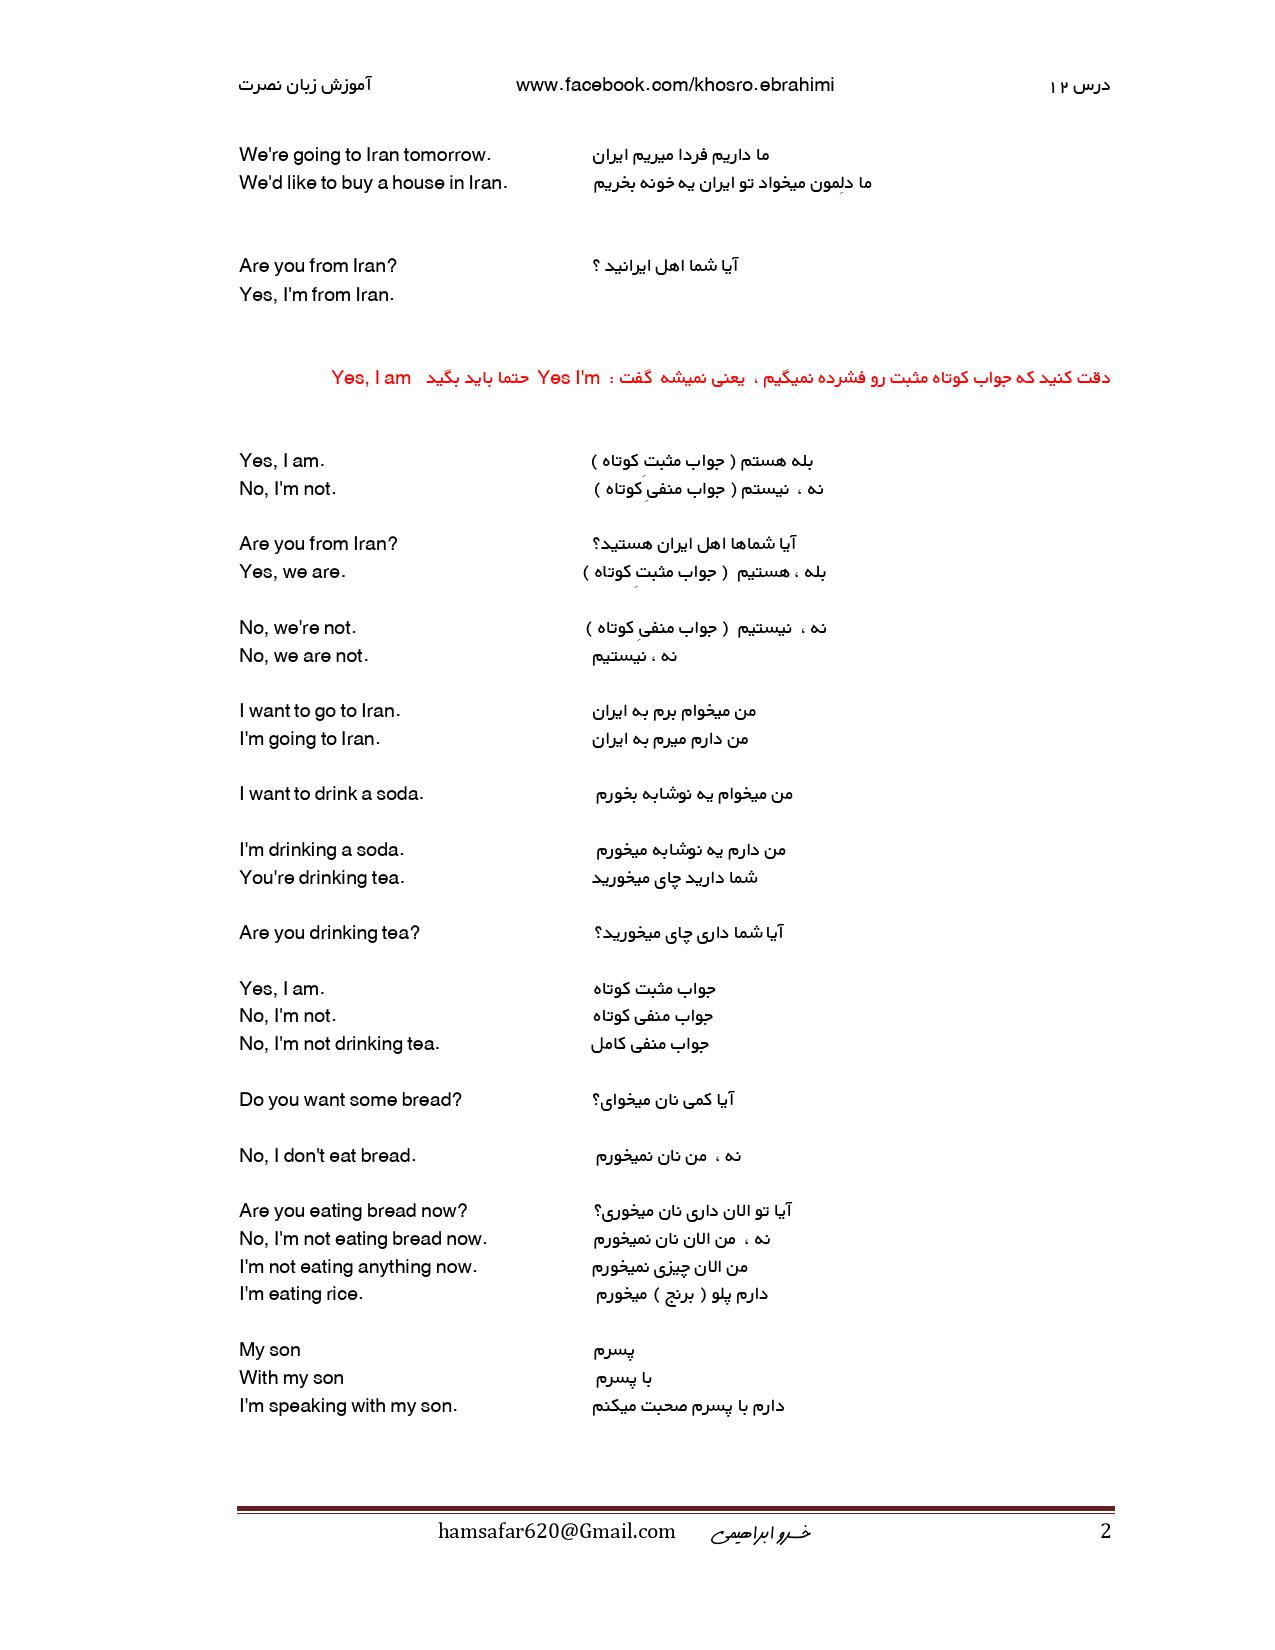 درس ۱۲ www.facebook.com/khosro.ebrahimi آموزش زبان نصرت
We're going to Iran tomorrow. ما داریم فردا میریم ایران
We'd like to buy a house in Iran. ما دلِمون میخواد تو ایران یه خونه بخریم
Are you from Iran? آیا شما اهل ایرانید ؟
Yes, I'm from Iran.
دقت کنید که جواب کوتاه مثبت رو فشرده نمیگیم ، یعنی نمیشه گفت : Yes I'm حتما باید بگید Yes, I am
Yes, I am. بله هستم ( جواب مثبتِ کوتاه )
No, I'm not. نه ، نیستم ( جواب منفیِ کوتاه )
Are you from Iran? آیا شماها اهل ایران هستید؟
Yes, we are. بله ، هستیم ( جواب مثبتِ کوتاه )
No, we're not. نه ، نیستیم ( جواب منفیِ کوتاه )
No, we are not. نه ، نیستیم
I want to go to Iran. من میخوام برم به ایران
I'm going to Iran. من دارم میرم به ایران
I want to drink a soda. من میخوام یه نوشابه بخورم
I'm drinking a soda. من دارم یه نوشابه میخورم
You're drinking tea. شما دارید چای میخورید
Are you drinking tea? آیا شما داری چای میخورید؟
Yes, I am. جواب مثبت کوتاه
No, I'm not. جواب منفی کوتاه
No, I'm not drinking tea. جواب منفی کامل
Do you want some bread? آیا کمی نان میخوای؟
No, I don't eat bread. نه ، من نان نمیخورم
Are you eating bread now? آیا تو الان داری نان میخوری؟
No, I'm not eating bread now. نه ، من الان نان نمیخورم
I'm not eating anything now. من الان چیزی نمیخورم
I'm eating rice. دارم پلو ( برنج ) میخورم
My son پسرم
With my son با پسرم
I'm speaking with my son. دارم با پسرم صحبت میکنم
hamsafar620@Gmail.com خسرو ابراهیمی 2